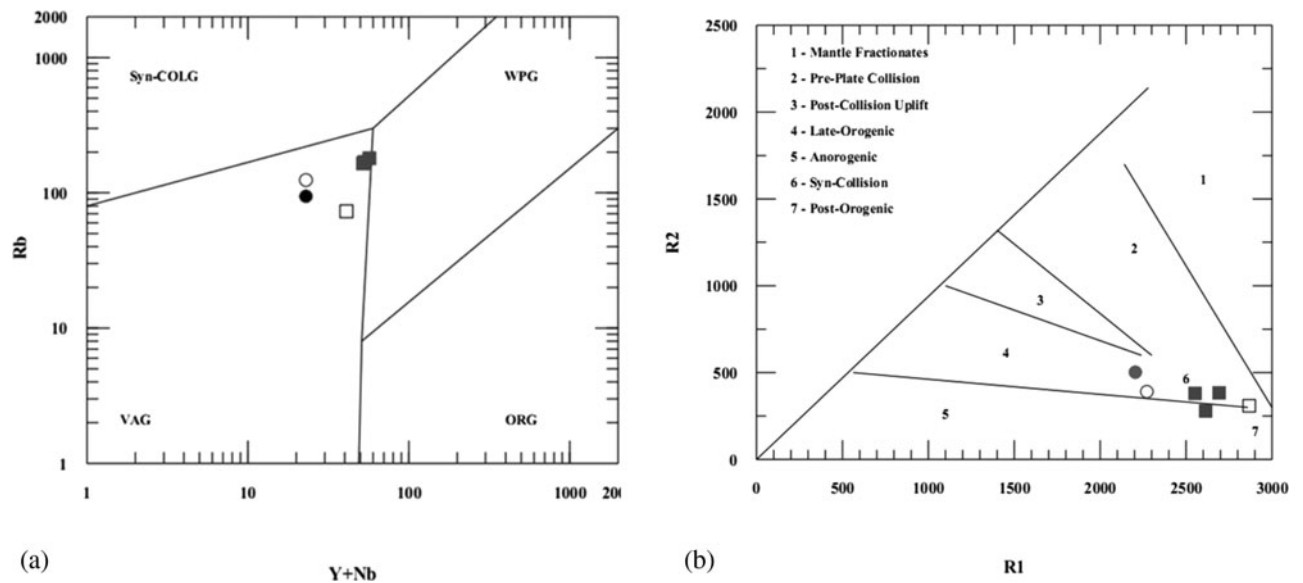 2000
1000
100
10
1
Rb
Syn-COLG
WPG
VAG
ORG
1
10
100
1000
200
Y+Nb
(a)
2500
2000
1500
1000
500
0
R2
1 - Mantle Fractionates
2 - Pre-Plate Collision
3 - Post-Collision Uplift
4 - Late-Orogenic
5 - Anorogenic
6 - Syn-Collision
7 - Post-Orogenic
1
2
3
4
6
5
7
0
500
1000
1500
2000
2500
3000
R1
(b)